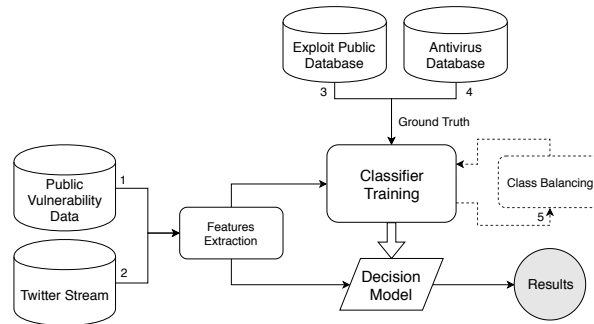 Exploit Public
Database
Antivirus
Database
3
4
Ground Truth
Public
Vulnerability
Data
1
Classifier
Training
Class Balancing
5
Features
Extraction
2
Twitter Stream
Decision
Model
Results